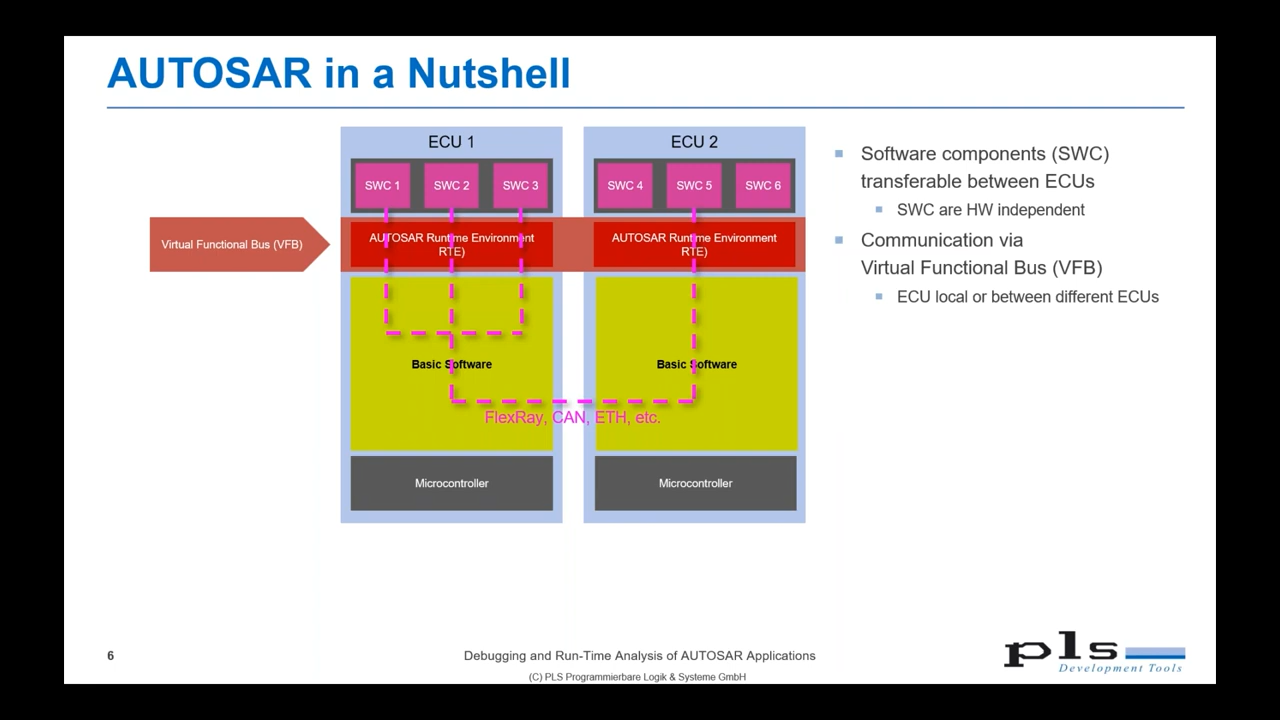 AUTOSAR in a Nutshell
ECU 1
ECU 2
SWC 1
SWC 2
SWC 3
SWC 4
SWC 5
SWC 6
Virtual Functional Bus (VFB)
AUTOSAR Runtime Environment
RTE)
AUTOSAR Runtime Environment
RTE)
Basic Software
Basic Software
FlexRay, CAN, ETH, etc.
Microcontroller
Microcontroller
Software components (SWC)
transferable between ECUs
SWC are HW independent
Communication via
Virtual Functional Bus (VFB)
ECU local or between different ECUs
6
Debugging and Run-Time Analysis of AUTOSAR Applications
(C) PLS Programmierbare Logik & Systeme GmbH
pls
Development Tools